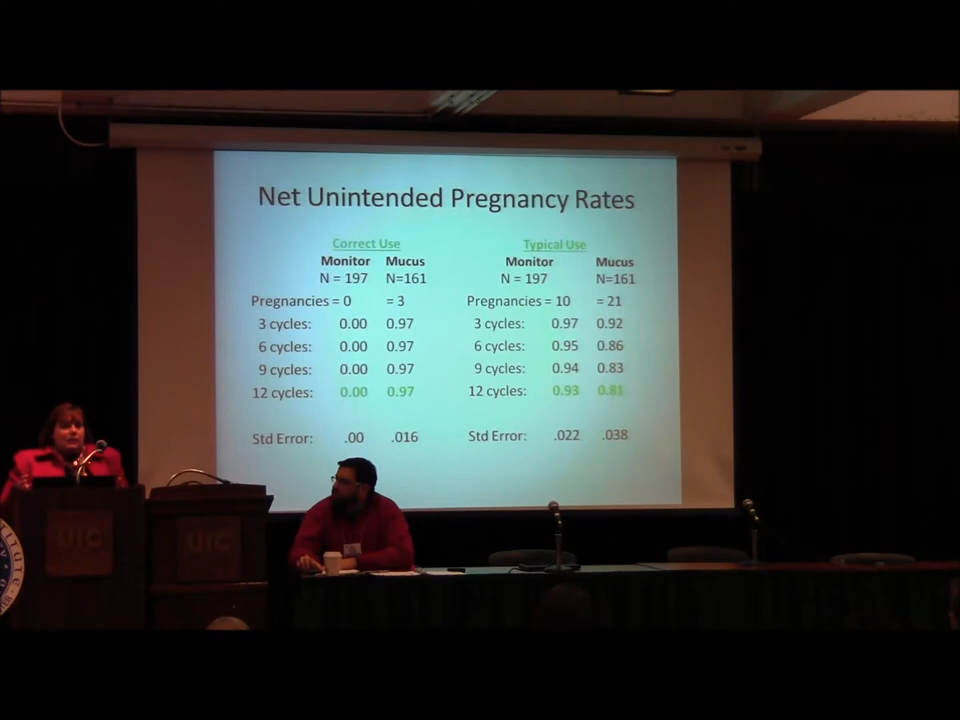 Net Unintended Pregnancy Rates
Correct Use
Monitor Mucus
N = 197 N=161
Pregnancies = 0 = 3
3 cycles: 0.00 0.97
6 cycles: 0.00 0.97
9 cycles: 0.00 0.97
12 cycles: 0.00 0.97
Std Error: .00 .016
Typical Use
Monitor Mucus
N = 197 N=161
Pregnancies = 10 = 21
3 cycles: 0.97 0.92
6 cycles: 0.95 0.86
9 cycles: 0.94 0.83
12 cycles: 0.93 0.81
Std Error: .022 .038
UIC
UIC